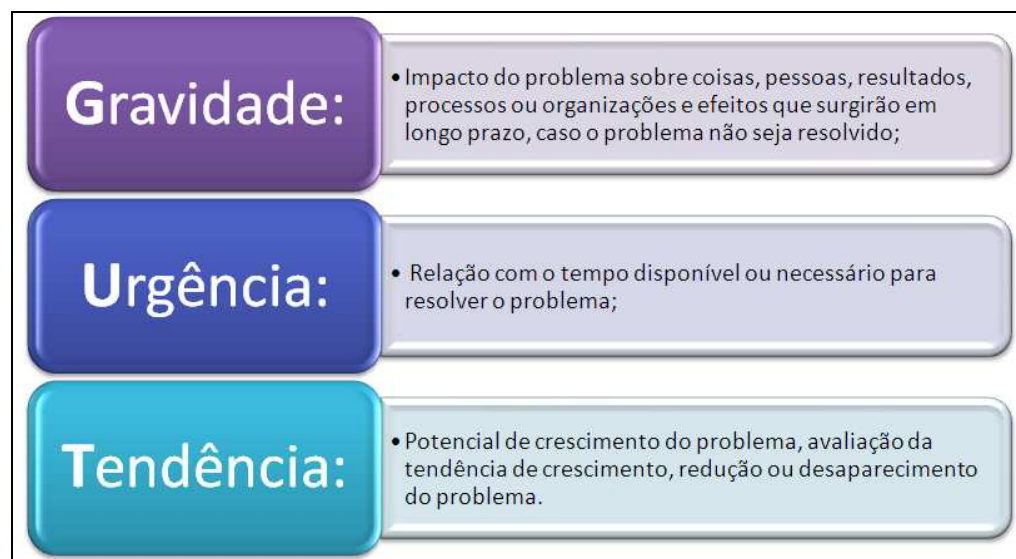 Gravidade:
• Impacto do problema sobre coisas, pessoas, resultados,
processos ou organizações e efeitos que surgirão em
longo prazo, caso o problema não seja resolvido;
Urgência:
• Relação com o tempo disponível ou necessário para
resolver o problema;
Tendência:
• Potencial de crescimento do problema, avaliação da
tendência de crescimento, redução ou desaparecimento
do problema.